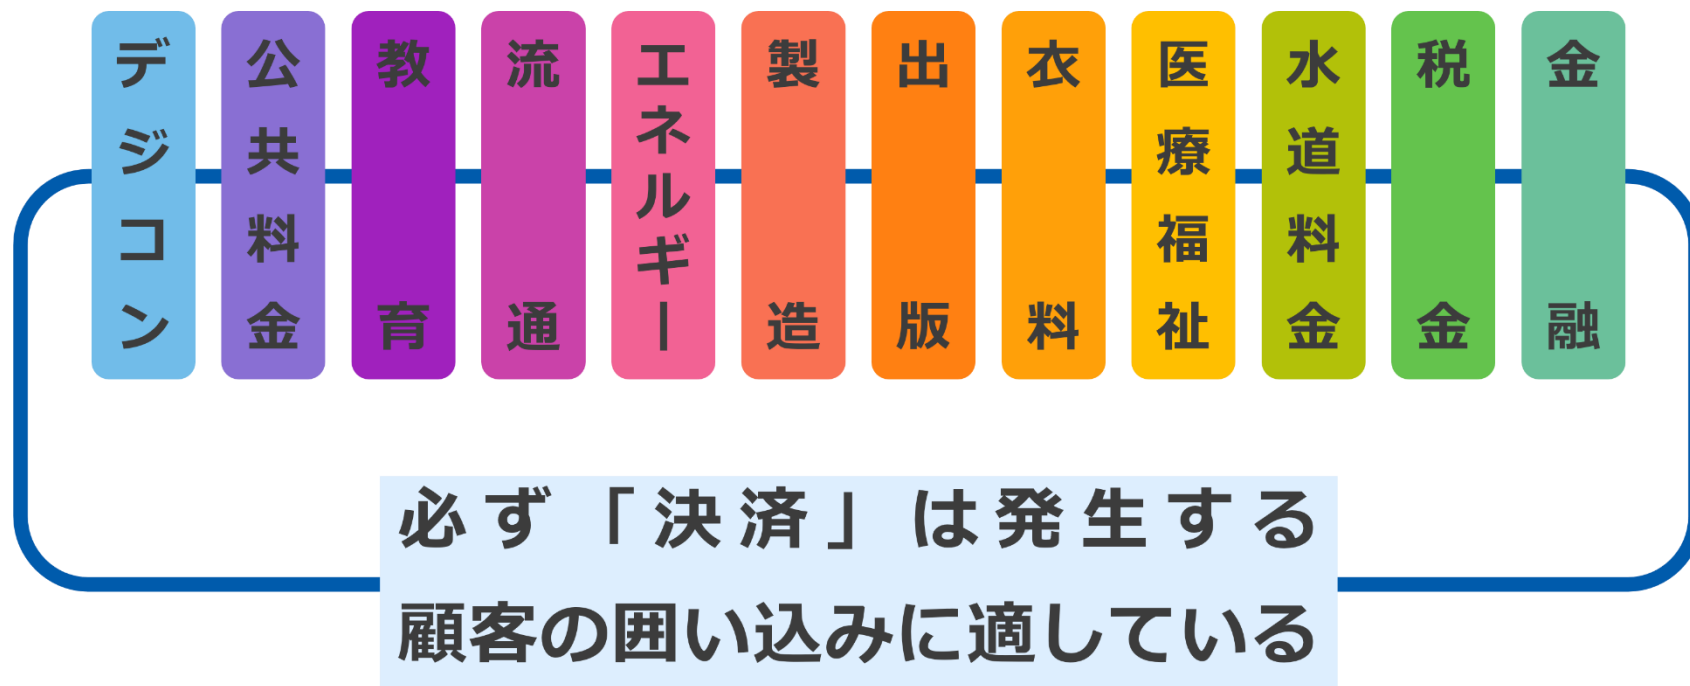 デジコン
公共料金
教育
流通
エネルギー
製造
出版
衣料
医療福祉
水道料金
税金
金融
必ず「決済」は発生する
顧客の囲い込みに適している